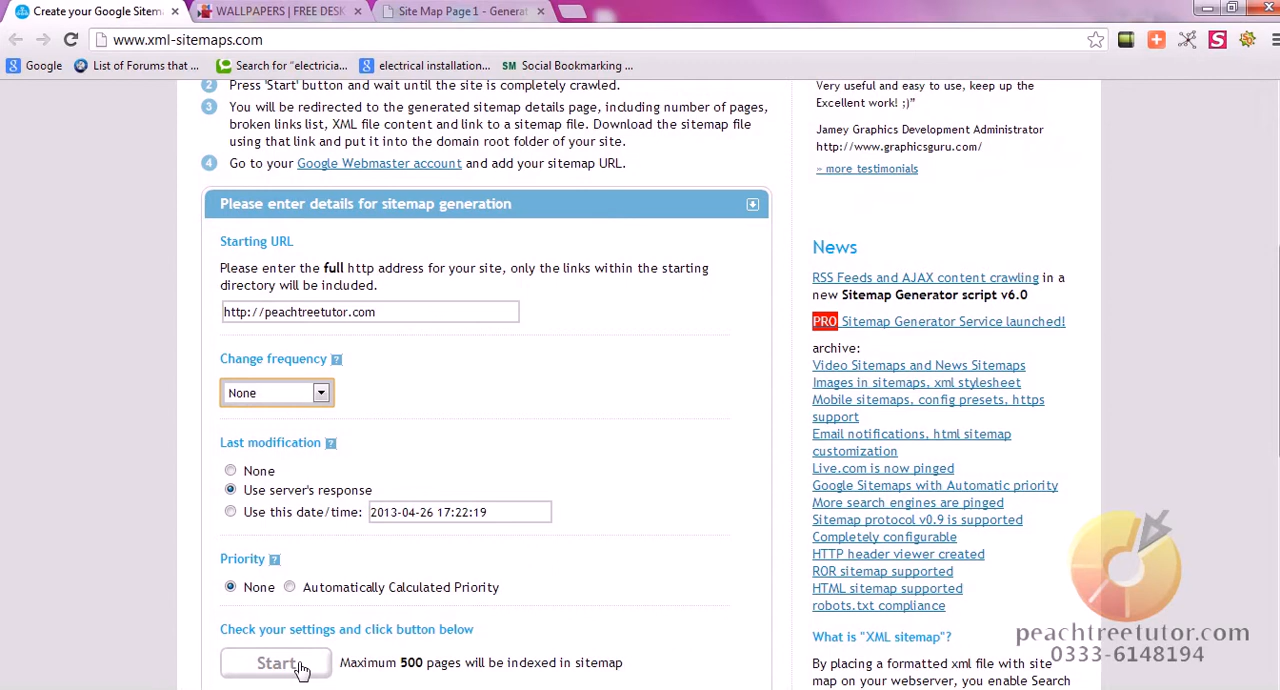 Create your Google Sitem
WALLPAPERS | FREE DESK
Site Map Page 1 - Generat
www.xml-sitemaps.com
Google
List of Forums that ...
Search for "electricia...
electrical installation...
SM Social Bookmarking ...
2 Press 'Start' button and wait until the site is completely crawled.
3 You will be redirected to the generated sitemap details page, including number of pages,
broken links list, XML file content and link to a sitemap file. Download the sitemap file
using that link and put it into the domain root folder of your site.
4 Go to your Google Webmaster account and add your sitemap URL.
Please enter details for sitemap generation
Starting URL
Please enter the full http address for your site, only the links within the starting
directory will be included.
http://peachtreetutor.com
Change frequency ?
None
Last modification ?
None
Use server's response
Use this date/time: 2013-04-26 17:22:19
Priority ?
None Automatically Calculated Priority
Check your settings and click button below
Start Maximum 500 pages will be indexed in sitemap
Very useful and easy to use, keep up the
Excellent work! ;)”
Jamey Graphics Development Administrator
http://www.graphicsguru.com/
» more testimonials
News
RSS Feeds and AJAX content crawling in a
new Sitemap Generator script v6.0
PRO Sitemap Generator Service launched!
archive:
Video Sitemaps and News Sitemaps
Images in sitemaps, xml stylesheet
Mobile sitemaps, config presets, https
support
Email notifications, html sitemap
customization
Live.com is now pinged
Google Sitemaps with Automatic priority
More search engines are pinged
Sitemap protocol v0.9 is supported
Completely configurable
HTTP header viewer created
ROR sitemap supported
HTML sitemap supported
robots.txt compliance
What is "XML sitemap"?
By placing a formatted xml file with site
map on your webserver, you enable Search
peachtreetutor.com
0333-6148194